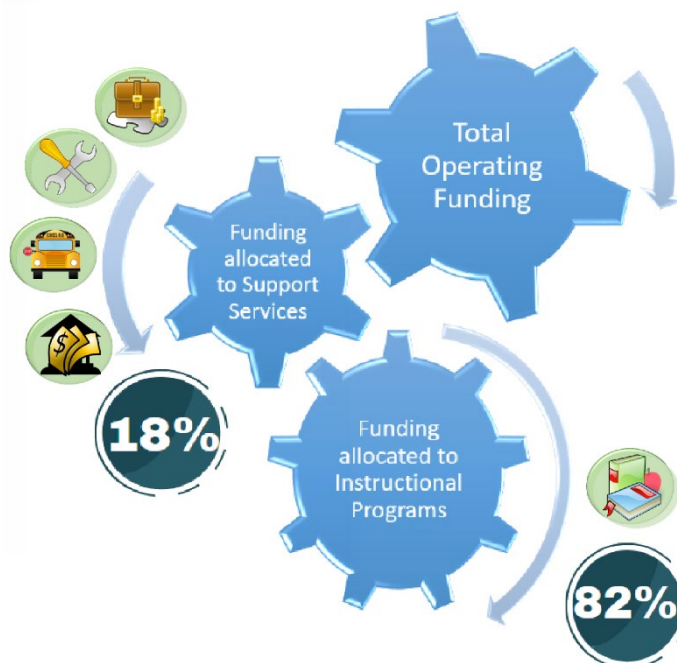 Total
Operating
Funding
Funding
allocated
to Support
Services
18%
Funding
allocated to
Instructional
Programs
82%